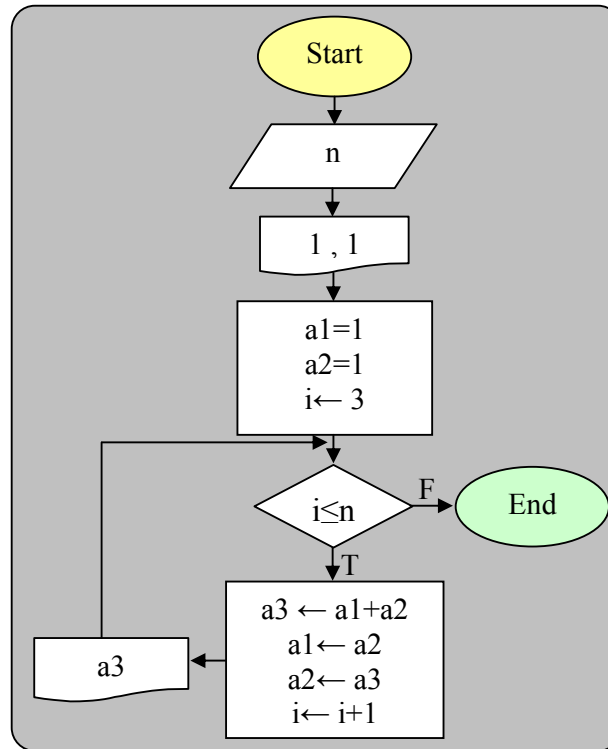 Start
n
1 , 1
a1=1
a2=1
i← 3
i≤n
F
End
T
a3 ← a1+a2
a1← a2
a2← a3
i← i+1
a3